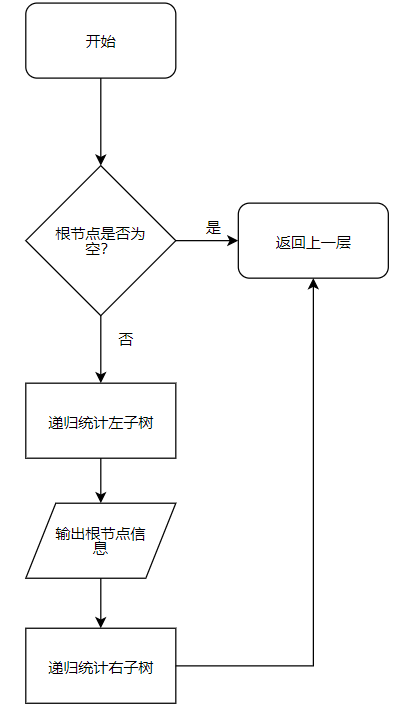 开始
根节点是否为
空?
是
返回上一层
否
递归统计左子树
输出根节点信
息
递归统计右子树